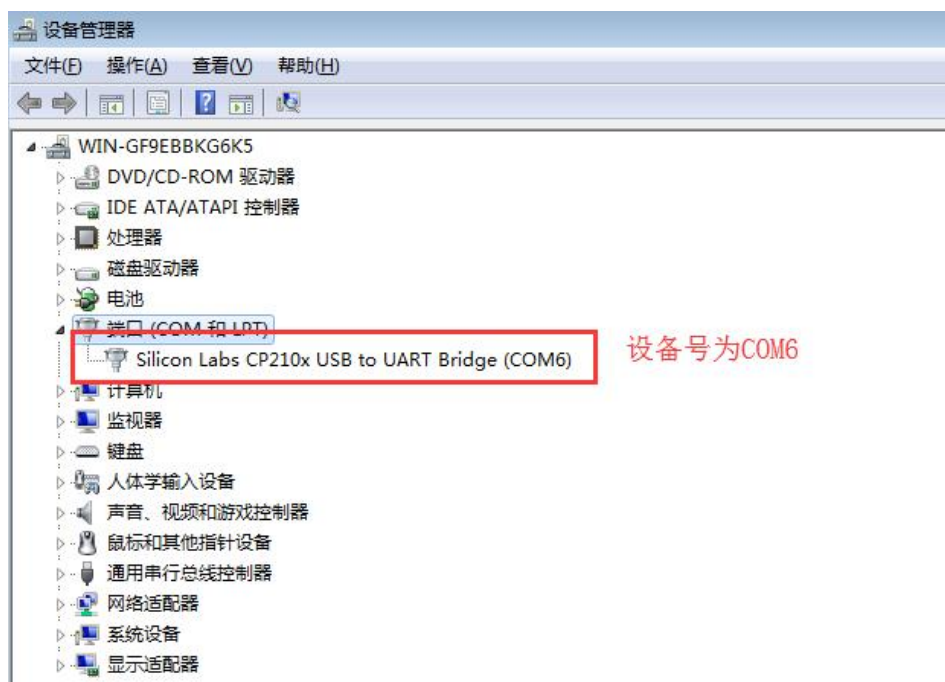 设备管理器
文件(F) 操作(A) 查看(V) 帮助(H)
WIN-GF9EBBKG6K5
DVD/CD-ROM 驱动器
IDE ATA/ATAPI 控制器
处理器
磁盘驱动器
电池
端口 (COM 和 LPT)
Silicon Labs CP210x USB to UART Bridge (COM6)
设备号为COM6
计算机
监视器
键盘
人体学输入设备
声音、视频和游戏控制器
鼠标和其他指针设备
通用串行总线控制器
网络适配器
系统设备
显示适配器